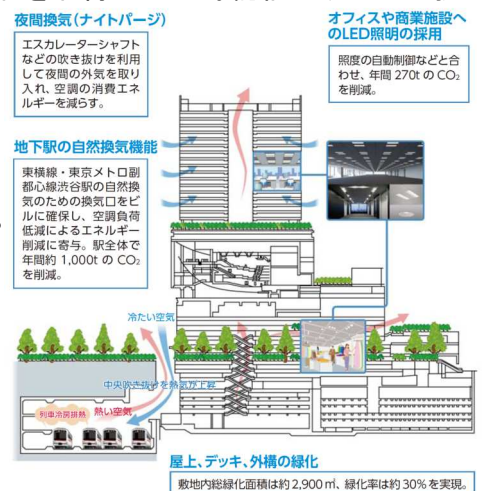 夜間換気（ナイトパージ）
エスカレーターシャフト
などの吹き抜けを利用
して夜間の外気を取り
入れ、空調の消費エネ
ルギーを減らす。
オフィスや商業施設へ
のLED照明の採用
照度の自動制御などと合
わせ、年間 270t の CO₂
を削減。
地下駅の自然換気機能
東横線・東京メトロ副
都心線渋谷駅の自然換
気のための換気口をビ
ルに確保し、空調負荷
低減によるエネルギー
削減に寄与。駅全体で
年間約 1,000t の CO₂
を削減。
冷たい空気
中央吹き抜けを熱気が上昇
列車冷房排熱
熱い空気
屋上、デッキ、外構の緑化
敷地内総緑化面積は約 2,900 ㎡、緑化率は約 30% を実現。